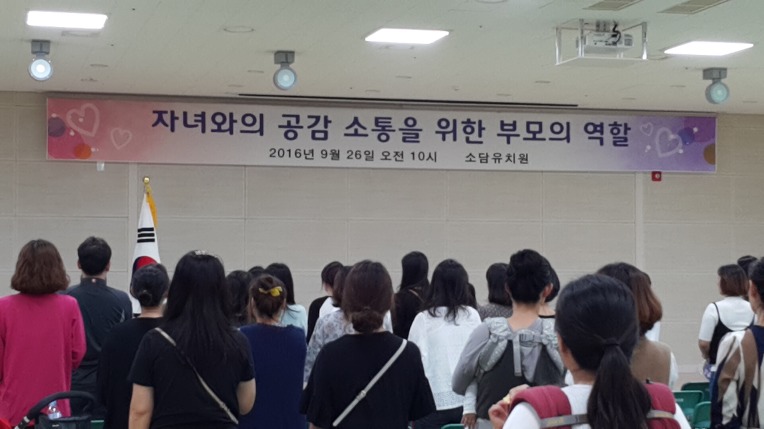 자녀와의 공감 소통을 위한 부모의 역할
2016년 9월 26일 오전 10시 소담유치원